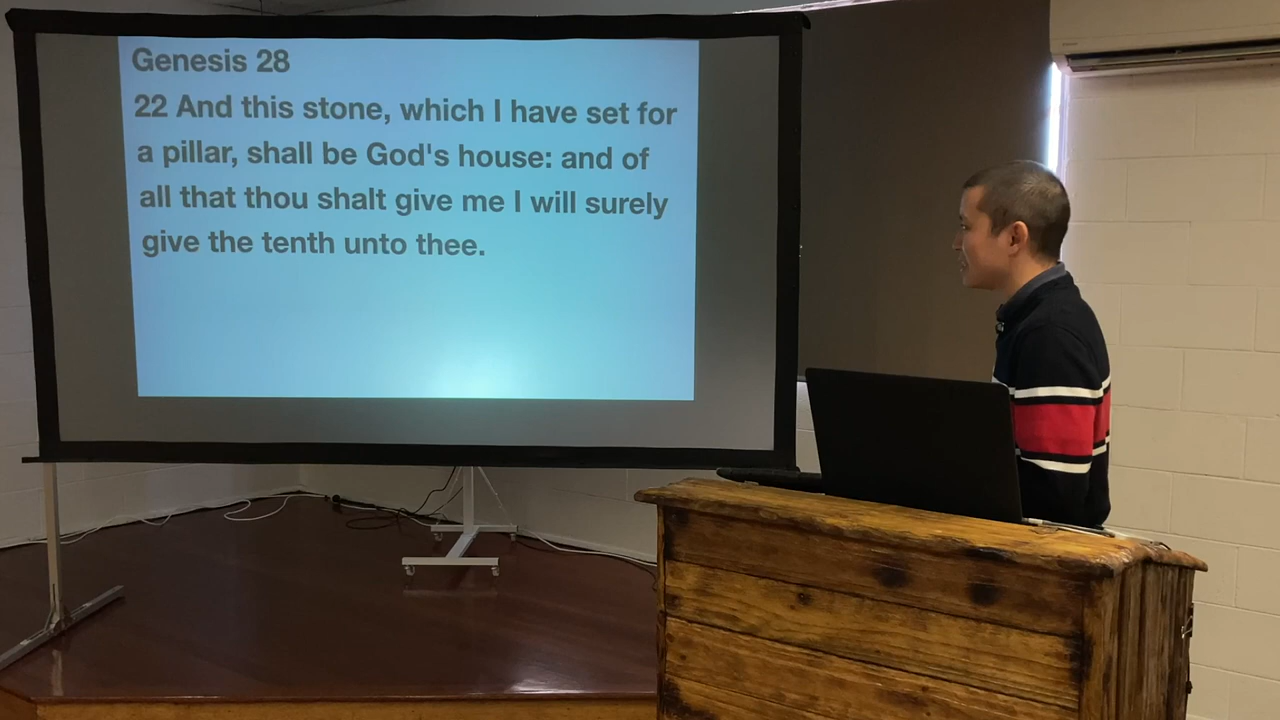 Genesis 28
22 And this stone, which I have set for
a pillar, shall be God's house: and of
all that thou shalt give me I will surely
give the tenth unto thee.